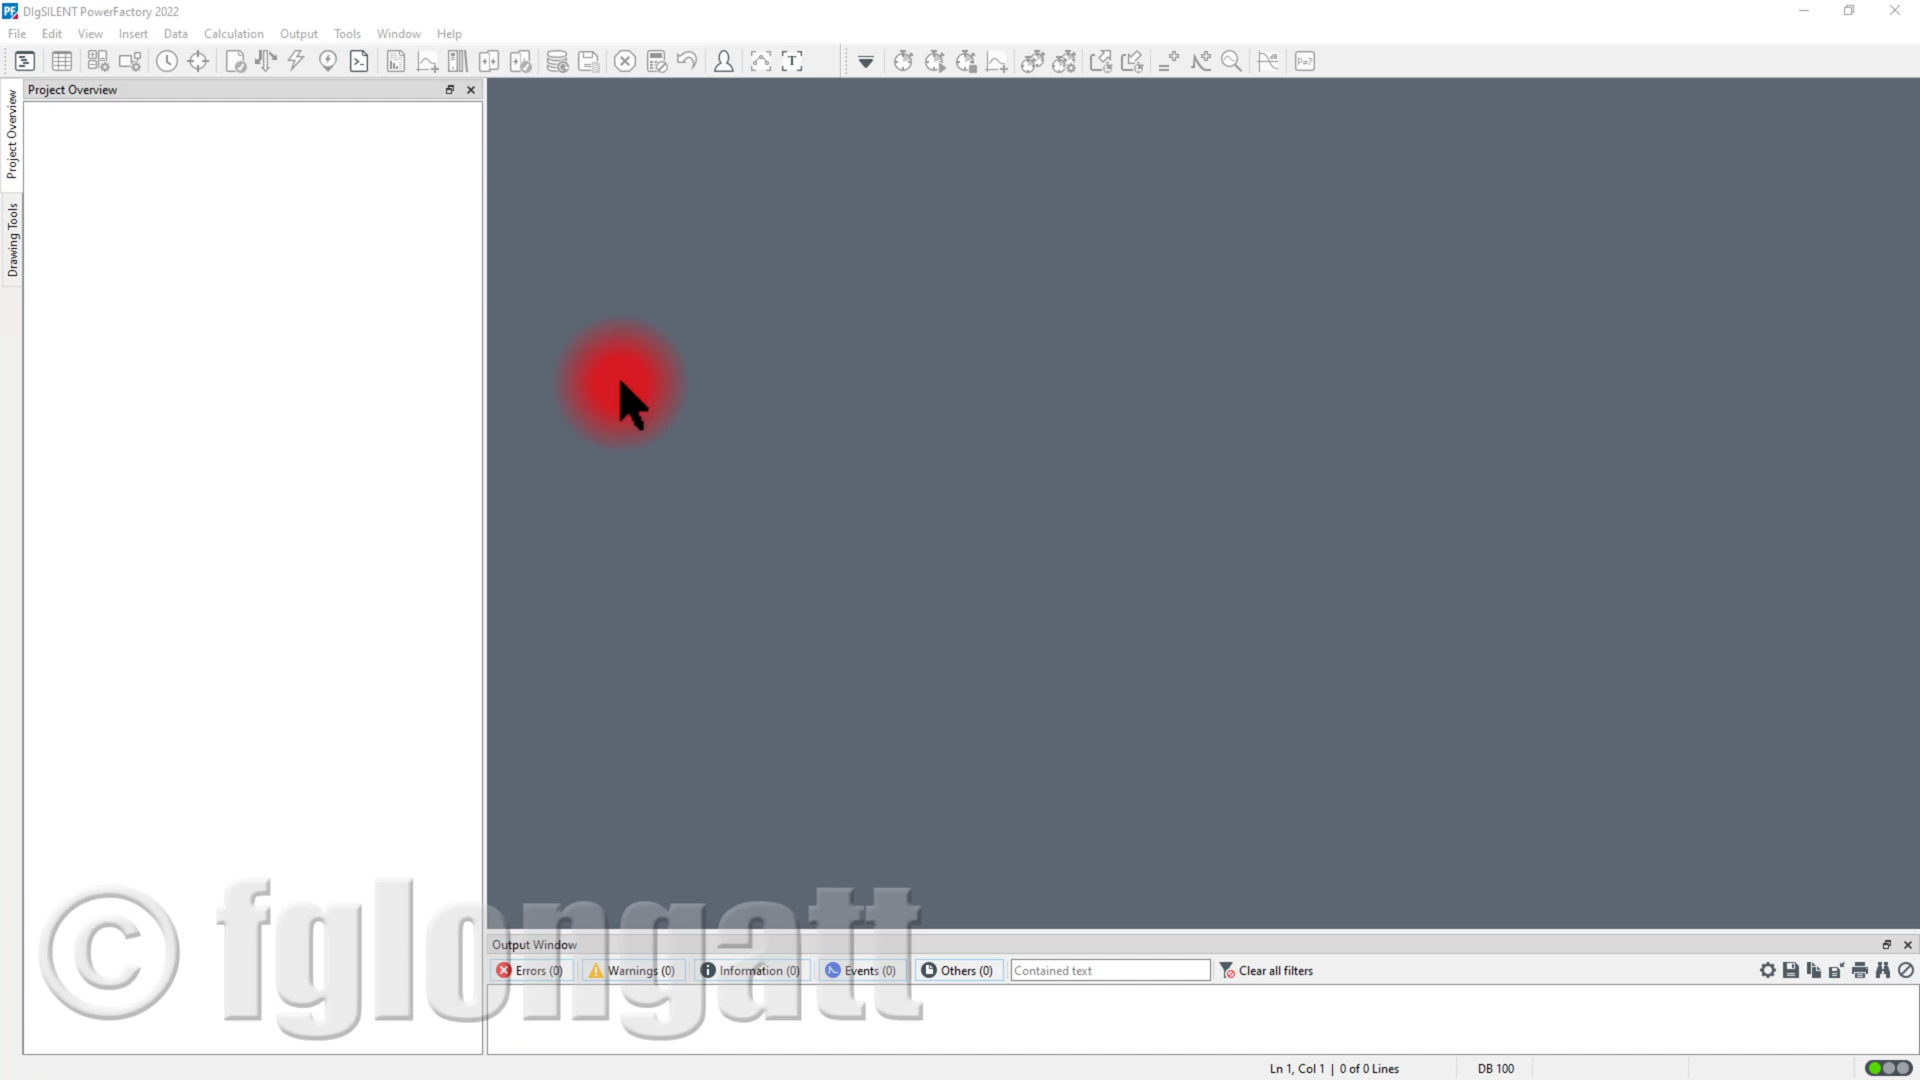 PF DIgSILENT PowerFactory 2022
File Edit View Insert Data Calculation Output Tools Window Help
T P=?
Project Overview
Project Overview
Drawing Tools
© fglongatt
Output Window
Errors (0) Warnings (0) Information (0) Events (0) Others (0) Contained text Clear all filters
Ln 1, Col 1 | 0 of 0 Lines DB 100